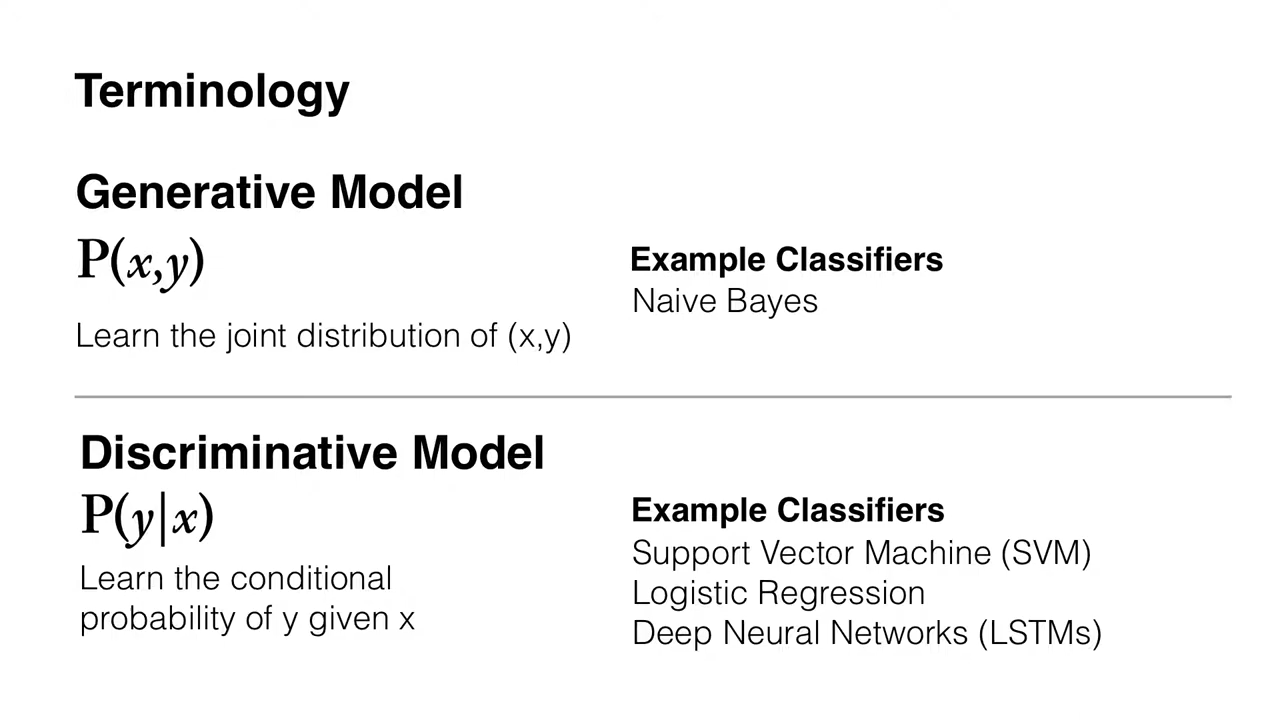 Terminology
Generative Model
P(x,y)
Learn the joint distribution of (x,y)
Example Classifiers
Naive Bayes
Discriminative Model
P(y|x)
Learn the conditional
probability of y given x
Example Classifiers
Support Vector Machine (SVM)
Logistic Regression
Deep Neural Networks (LSTMs)